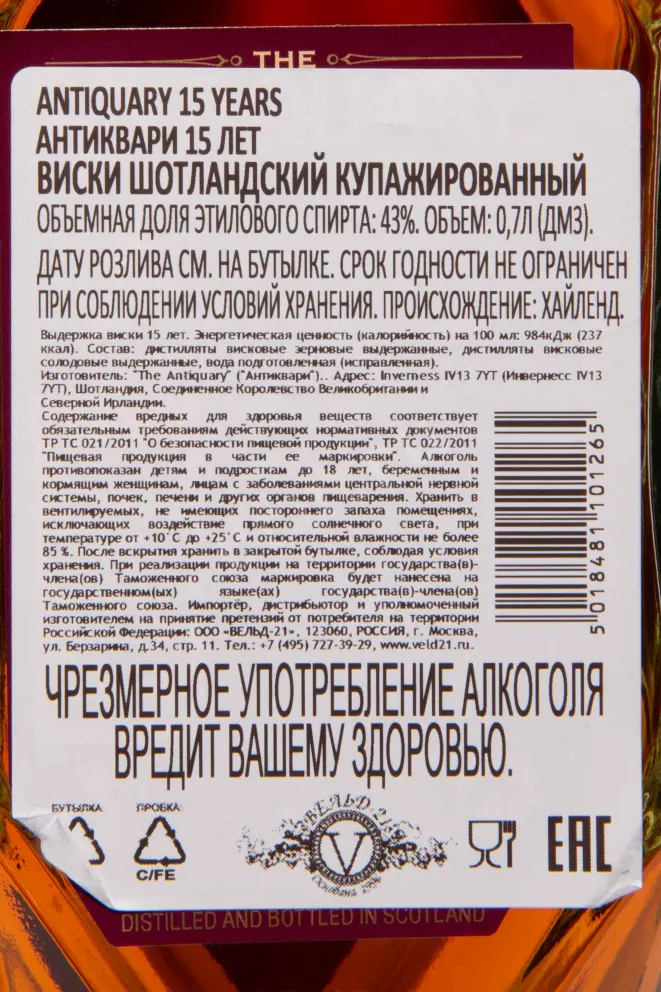 THE
ANTIQUARY 15 YEARS
АНТИКВАРИ 15 ЛЕТ
ВИСКИ ШОТЛАНДСКИЙ КУПАЖИРОВАННЫЙ
ОБЪЕМНАЯ ДОЛЯ ЭТИЛОВОГО СПИРТА: 43%. ОБЪЕМ: 0,7Л (ДМ3).
ДАТУ РОЗЛИВА СМ. НА БУТЫЛКЕ. СРОК ГОДНОСТИ НЕ ОГРАНИЧЕН
ПРИ СОБЛЮДЕНИИ УСЛОВИЙ ХРАНЕНИЯ. ПРОИСХОЖДЕНИЕ: ХАЙЛЕНД.
Выдержка виски 15 лет. Энергетическая ценность (калорийность) на 100 мл: 984кДж (237
ккал). Состав: дистилляты висковые зерновые выдержанные, дистилляты висковые
солодовые выдержанные, вода подготовленная (исправленная).
Изготовитель: "The Antiquary" ("Антиквари").. Адрес: Inverness IV13 7YT (Инвернесс IV13
7YT), Шотландия, Соединенное Королевство Великобритании и
Северной Ирландии.
Содержание вредных для здоровья веществ соответствует
обязательным требованиям действующих нормативных документов
ТР ТС 021/2011 "О безопасности пищевой продукции", ТР ТС 022/2011
"Пищевая продукция в части ее маркировки". Алкоголь
противопоказан детям и подросткам до 18 лет, беременным и
кормящим женщинам, лицам с заболеваниями центральной нервной
системы, почек, печени и других органов пищеварения. Хранить в
вентилируемых, не имеющих постороннего запаха помещениях,
исключающих воздействие прямого солнечного света, при
температуре от +10°С до +25°С и относительной влажности не более
85 %. После вскрытия хранить в закрытой бутылке, соблюдая условия
хранения. При реализации продукции на территории государства(в)-
члена(ов) Таможенного союза маркировка будет нанесена на
государственном(ых) языке(ах) государства(в)-члена(ов)
Таможенного союза. Импортёр, дистрибьютор и уполномоченный
изготовителем на принятие претензий от потребителя на территории
Российской Федерации: ООО «ВЕЛЬД-21», 123060, РОССИЯ, г. Москва,
ул. Берзарина, д.34, стр. 11. Тел.: +7 (495) 727-39-29, www.veld21.ru.
5 018481 101265
ЧРЕЗМЕРНОЕ УПОТРЕБЛЕНИЕ АЛКОГОЛЯ
ВРЕДИТ ВАШЕМУ ЗДОРОВЬЮ.
БУТЫЛКА
ПРОБКА
C/FE
ВЕЛЬД-21
V
Основана 1996
EAC
DISTILLED AND BOTTLED IN SCOTLAND